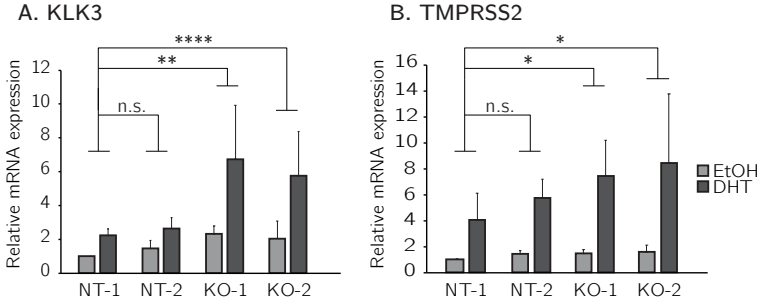 A. KLK3
B. TMPRSS2
****
**
n.s.
Relative mRNA expression
12
10
8
6
4
2
0
NT-1 NT-2 KO-1 KO-2
*
*
n.s.
Relative mRNA expression
16
14
12
10
8
6
4
2
0
NT-1 NT-2 KO-1 KO-2
EtOH
DHT